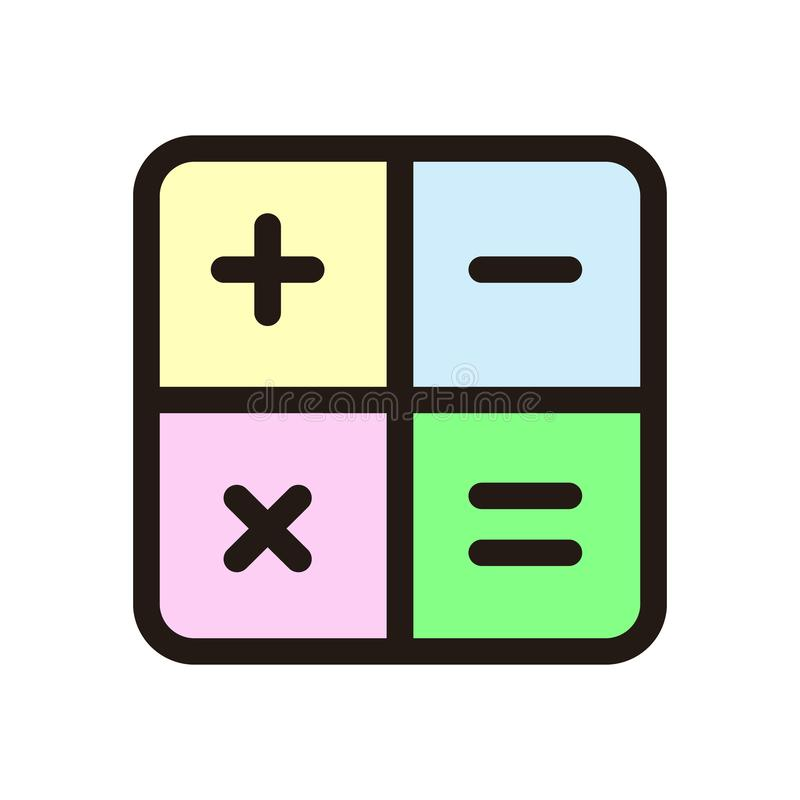 + −
dreamstime.
× =